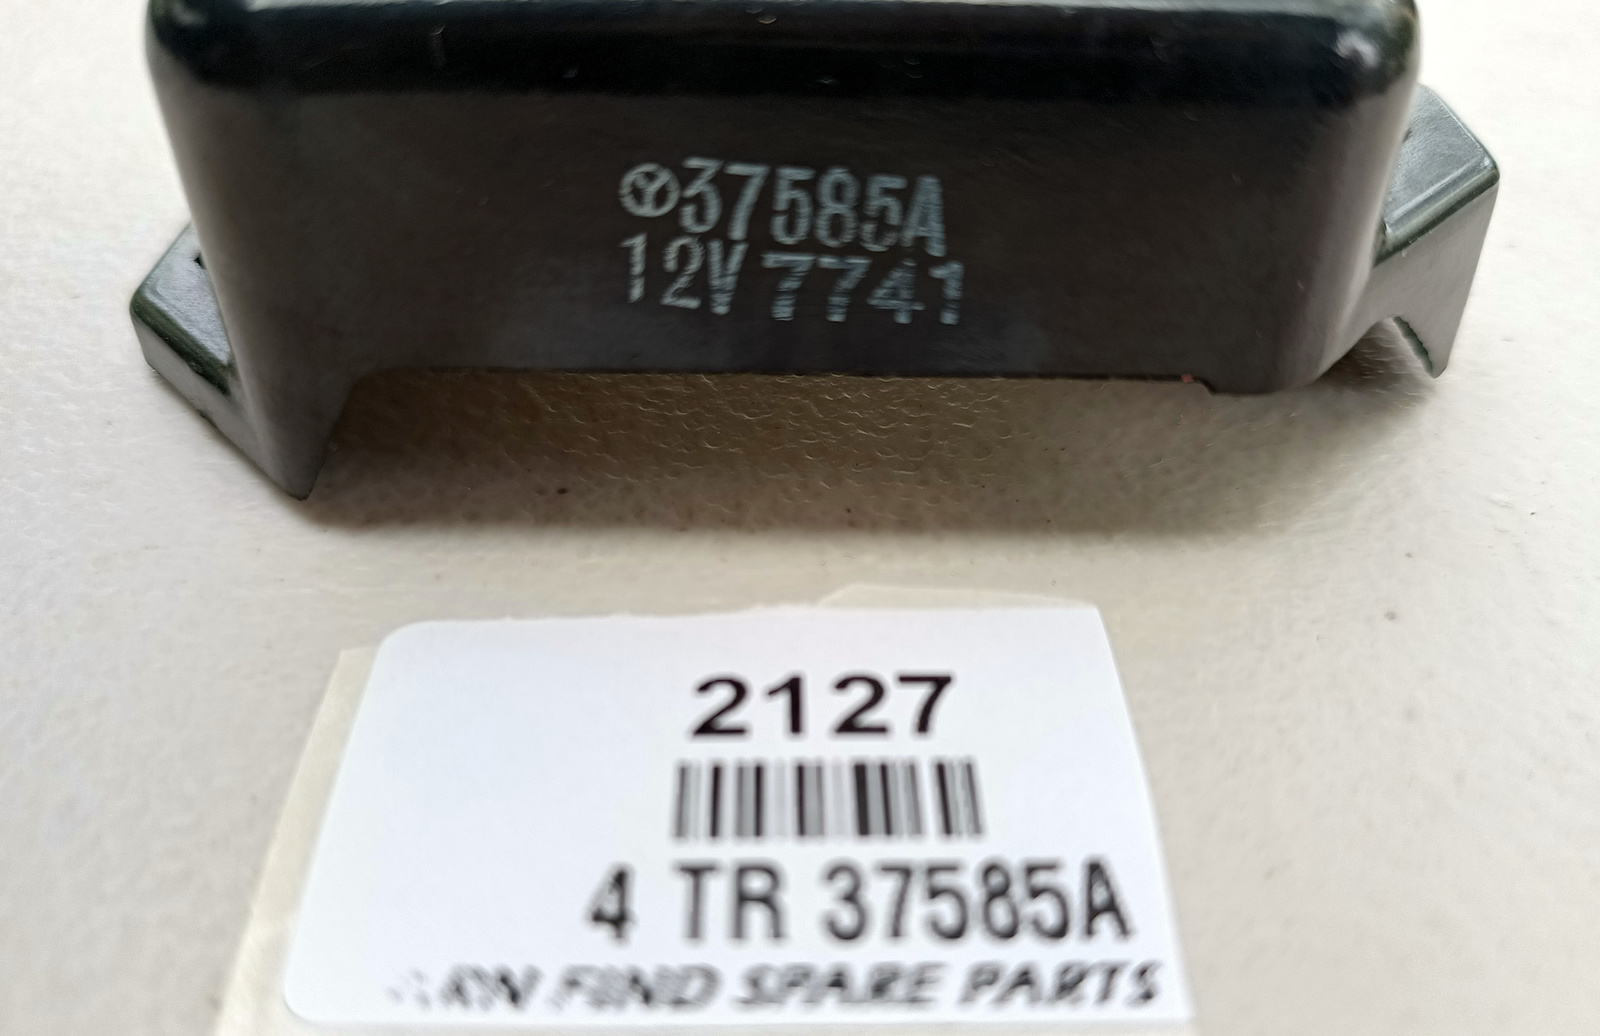 37585A
12V 7741
2127
4 TR 37585A
FIND SPARE PARTS